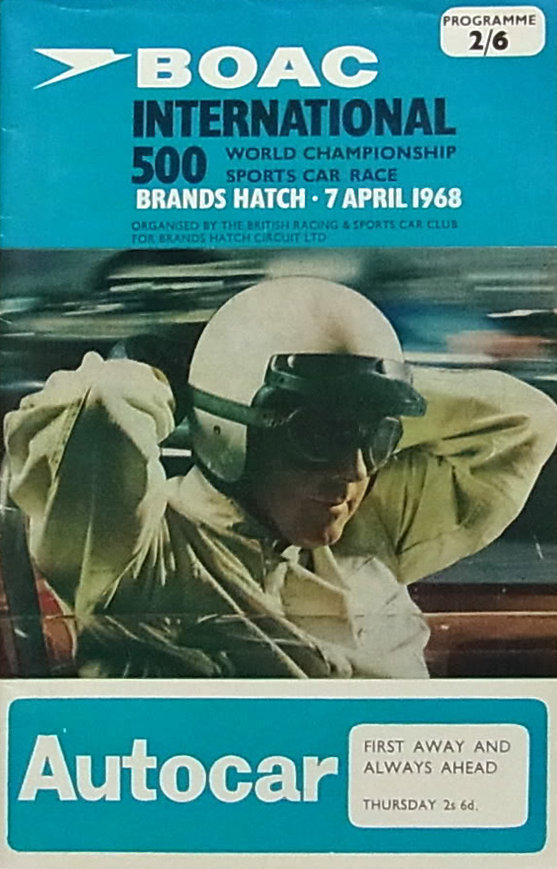 PROGRAMME
2/6
BOAC
INTERNATIONAL
500 WORLD CHAMPIONSHIP
SPORTS CAR RACE
BRANDS HATCH · 7 APRIL 1968
ORGANISED BY THE BRITISH RACING & SPORTS CAR CLUB
FOR BRANDS HATCH CIRCUIT LTD
Autocar
FIRST AWAY AND
ALWAYS AHEAD
THURSDAY 2s 6d.